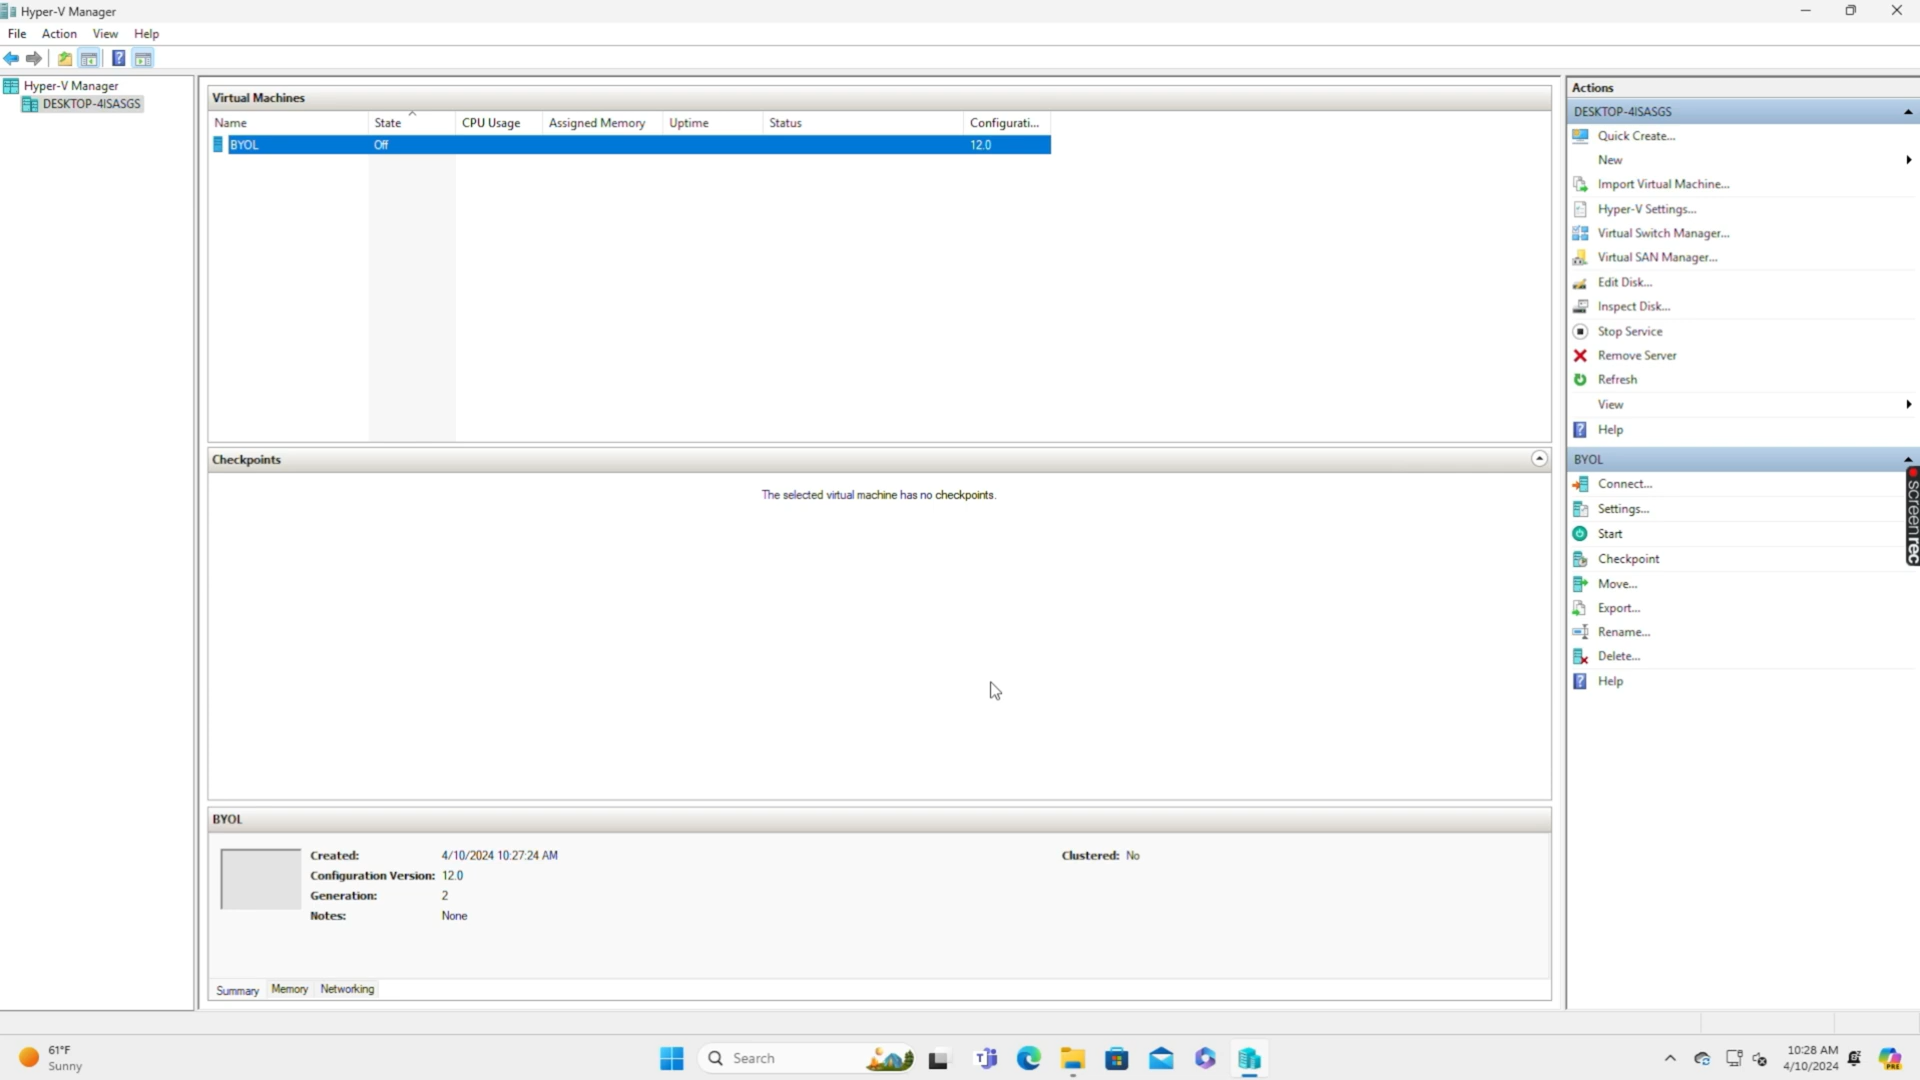 Hyper-V Manager
File Action View Help
Hyper-V Manager
DESKTOP-4ISASGS
Virtual Machines
Name State CPU Usage Assigned Memory Uptime Status Configurati...
BYOL Off 12.0
Checkpoints
The selected virtual machine has no checkpoints.
BYOL
Created: 4/10/2024 10:27:24 AM Clustered: No
Configuration Version: 12.0
Generation: 2
Notes: None
Summary Memory Networking
Actions
DESKTOP-4ISASGS
Quick Create...
New
Import Virtual Machine...
Hyper-V Settings...
Virtual Switch Manager...
Virtual SAN Manager...
Edit Disk...
Inspect Disk...
Stop Service
Remove Server
Refresh
View
Help
BYOL
Connect...
Settings...
Start
Checkpoint
Move...
Export...
Rename...
Delete...
Help
screenrec
61°F
Sunny
Search
10:28 AM
4/10/2024
PRE